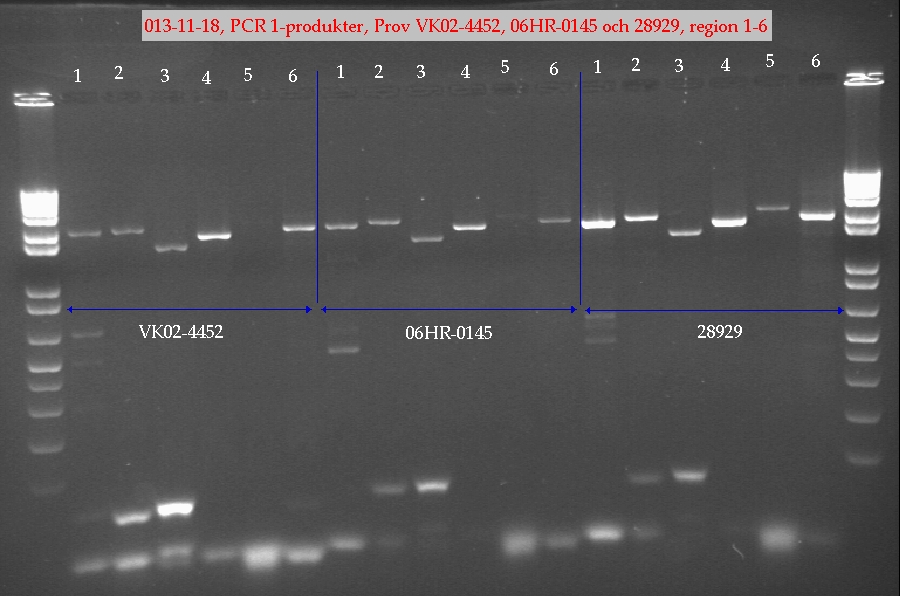 013-11-18, PCR 1-produkter, Prov VK02-4452, 06HR-0145 och 28929, region 1-6
1 2 3 4 5 6 1 2 3 4 5 6 1 2 3 4 5 6
VK02-4452 06HR-0145 28929